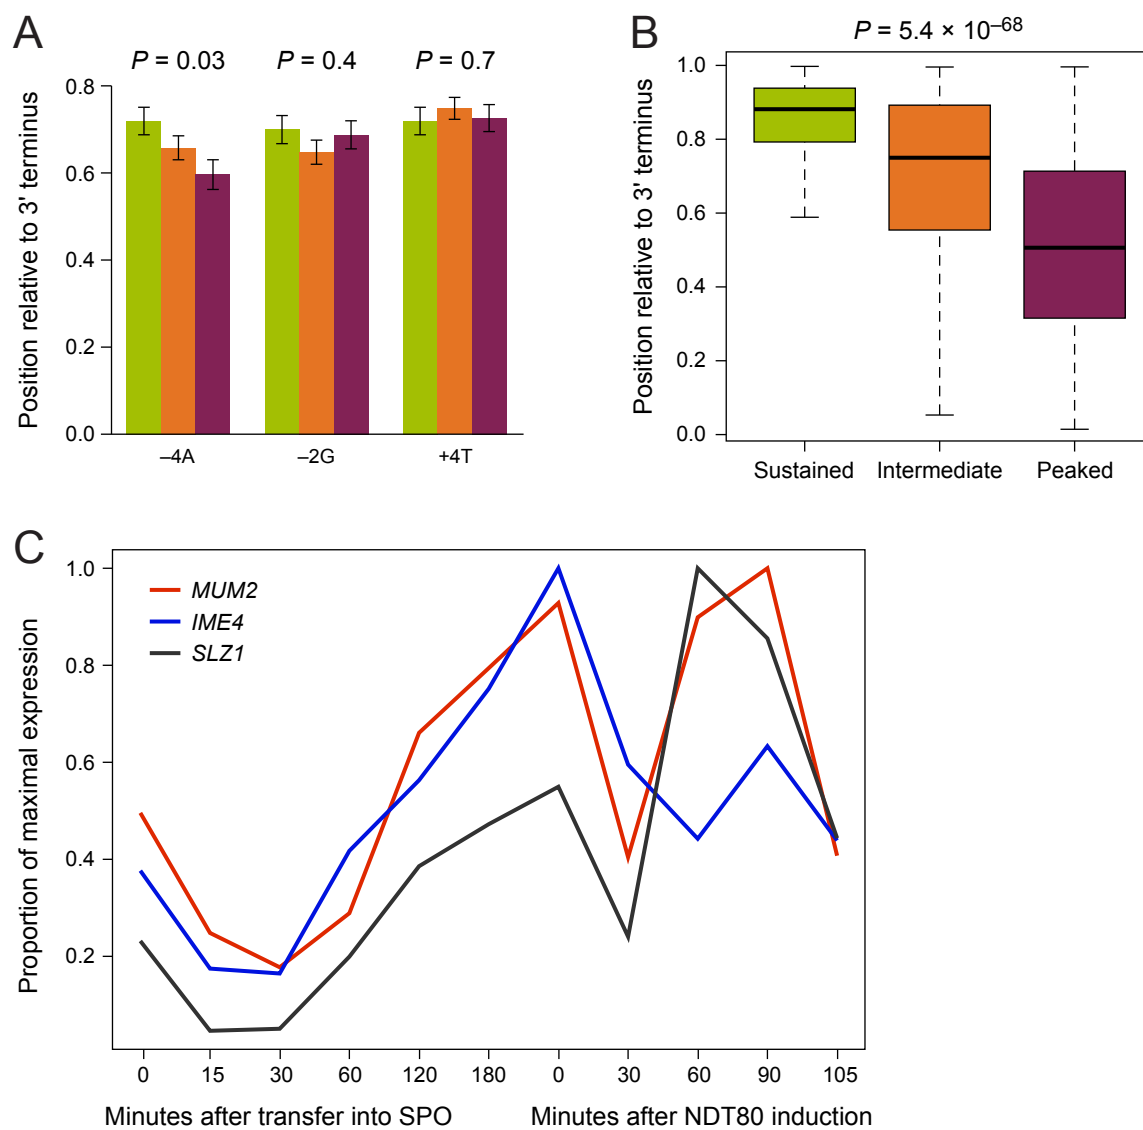 A
P = 0.03
P = 0.4
P = 0.7
Position relative to 3' terminus
0.8
0.6
0.4
0.2
0.0
–4A
–2G
+4T
B
P = 5.4 × 10–68
Position relative to 3' terminus
1.0
0.8
0.6
0.4
0.2
0.0
Sustained
Intermediate
Peaked
C
Proportion of maximal expression
1.0
0.8
0.6
0.4
0.2
MUM2
IME4
SLZ1
0 15 30 60 120 180 0 30 60 90 105
Minutes after transfer into SPO
Minutes after NDT80 induction